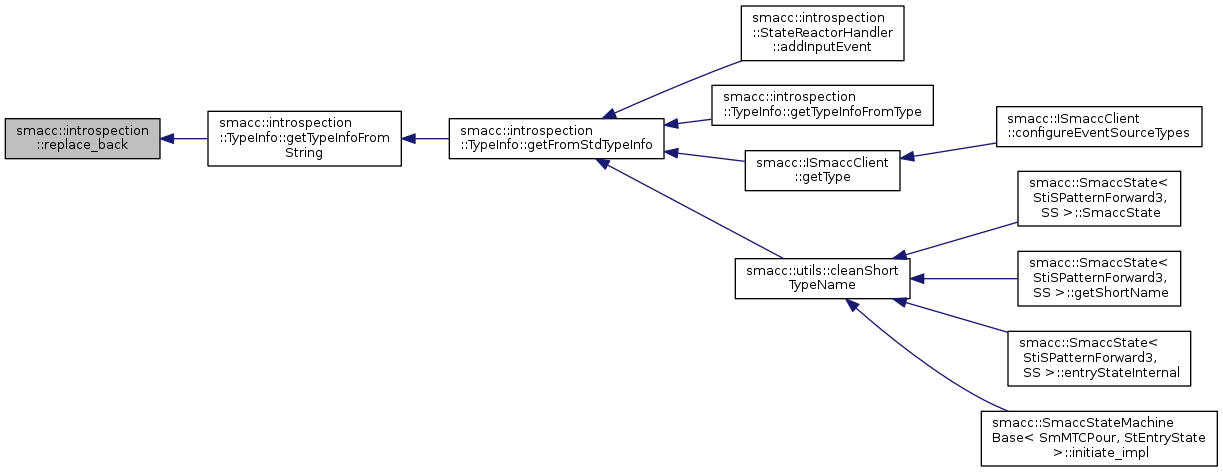 smacc::introspection
::replace_back
smacc::introspection
::TypeInfo::getTypeInfoFrom
String
smacc::introspection
::TypeInfo::getFromStdTypeInfo
smacc::introspection
::StateReactorHandler
::addInputEvent
smacc::introspection
::TypeInfo::getTypeInfoFromType
smacc::ISmaccClient
::getType
smacc::ISmaccClient
::configureEventSourceTypes
smacc::utils::cleanShort
TypeName
smacc::SmaccState<
StiSPatternForward3,
SS >::SmaccState
smacc::SmaccState<
StiSPatternForward3,
SS >::getShortName
smacc::SmaccState<
StiSPatternForward3,
SS >::entryStateInternal
smacc::SmaccStateMachine
Base< SmMTCPour, StEntryState
>::initiate_impl